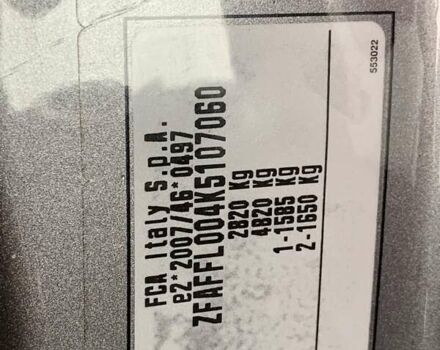 FCA Italy S.p.A.
e2*2007/46*0497
ZFAFFL004K5107060
2820 Kg
4820 Kg
1-1585 Kg
2-1650 Kg
553022